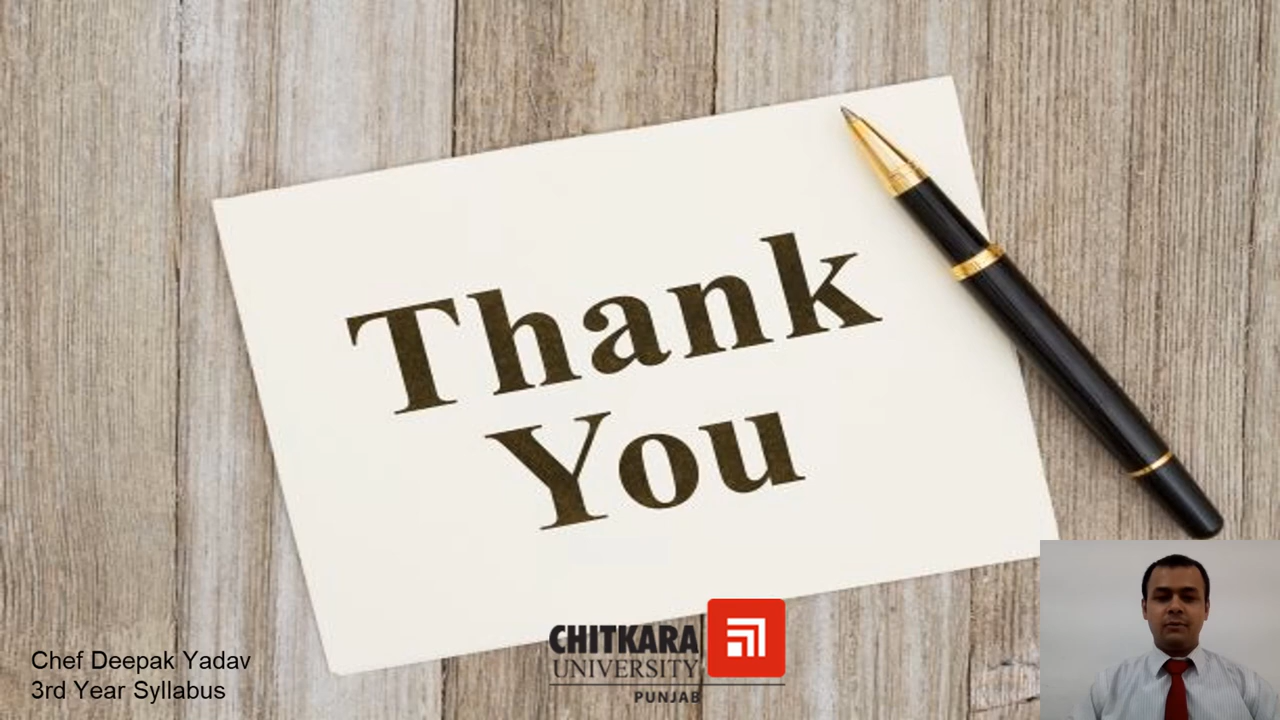 Thank
You
CHITKARA
UNIVERSITY
PUNJAB
Chef Deepak Yadav
3rd Year Syllabus